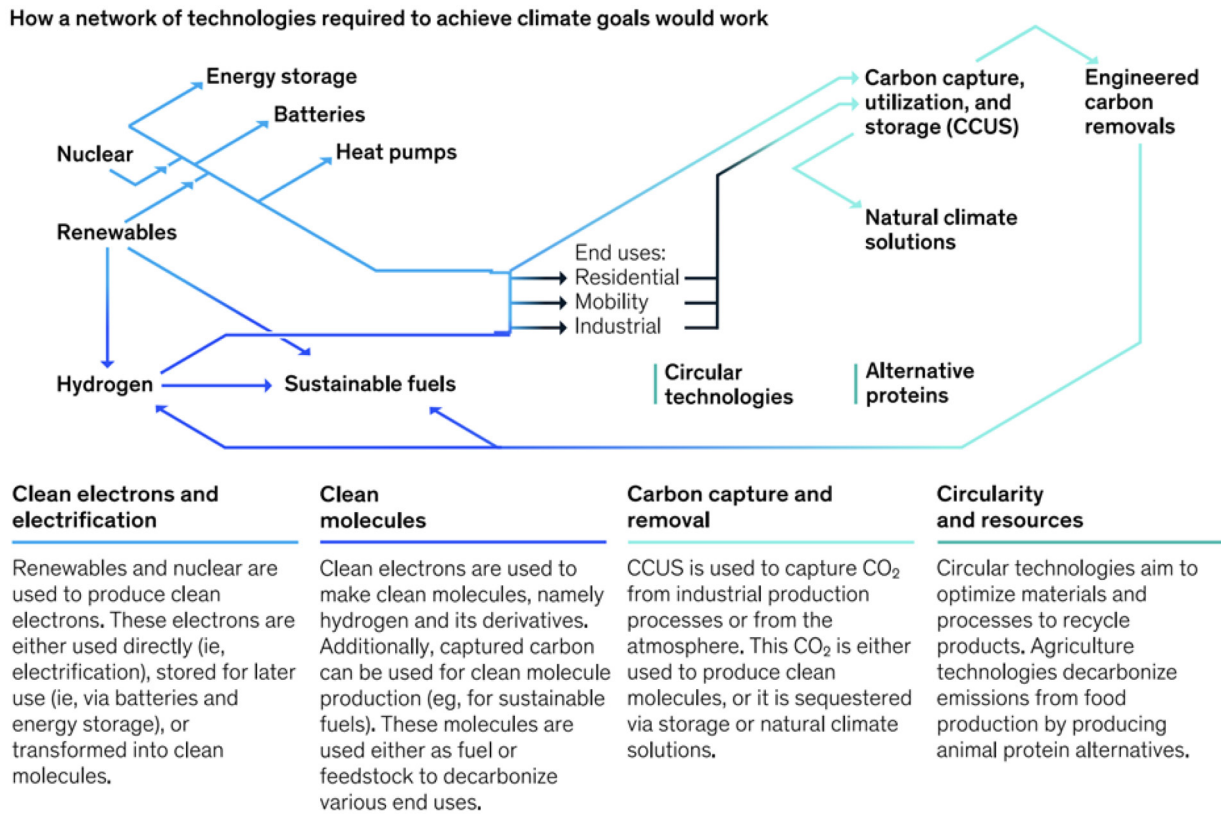 How a network of technologies required to achieve climate goals would work
Energy storage
Batteries
Nuclear
Heat pumps
Renewables
Hydrogen
Sustainable fuels
End uses:
Residential
Mobility
Industrial
Carbon capture,
utilization, and
storage (CCUS)
Engineered
carbon
removals
Natural climate
solutions
Circular
technologies
Alternative
proteins
Clean electrons and
electrification
Renewables and nuclear are
used to produce clean
electrons. These electrons are
either used directly (ie,
electrification), stored for later
use (ie, via batteries and
energy storage), or
transformed into clean
molecules.
Clean
molecules
Clean electrons are used to
make clean molecules, namely
hydrogen and its derivatives.
Additionally, captured carbon
can be used for clean molecule
production (eg, for sustainable
fuels). These molecules are
used either as fuel or
feedstock to decarbonize
various end uses.
Carbon capture and
removal
CCUS is used to capture CO₂
from industrial production
processes or from the
atmosphere. This CO₂ is either
used to produce clean
molecules, or it is sequestered
via storage or natural climate
solutions.
Circularity
and resources
Circular technologies aim to
optimize materials and
processes to recycle
products. Agriculture
technologies decarbonize
emissions from food
production by producing
animal protein alternatives.